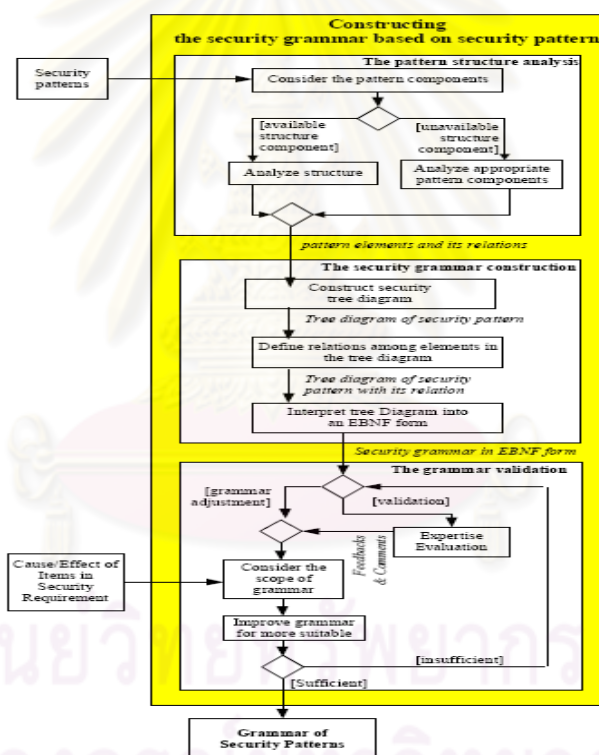 Constructing
the security grammar based on security pattern
The pattern structure analysis
Security
patterns
Consider the pattern components
[available
structure
component]
[unavailable
structure
component]
Analyze structure
Analyze appropriate
pattern components
pattern elements and its relations
The security grammar construction
Construct security
tree diagram
Tree diagram of security pattern
Define relations among elements in
the tree diagram
Tree diagram of security
pattern with its relation
Interpret tree Diagram into
an EBNF form
Security grammar in EBNF form
The grammar validation
[grammar
adjustment]
[validation]
Expertise
Evaluation
Feedbacks
& Comments
Cause/Effect of
Items in
Security
Requirement
Consider the
scope of
grammar
Improve grammar
for more suitable
[insufficient]
[Sufficient]
Grammar of
Security Patterns